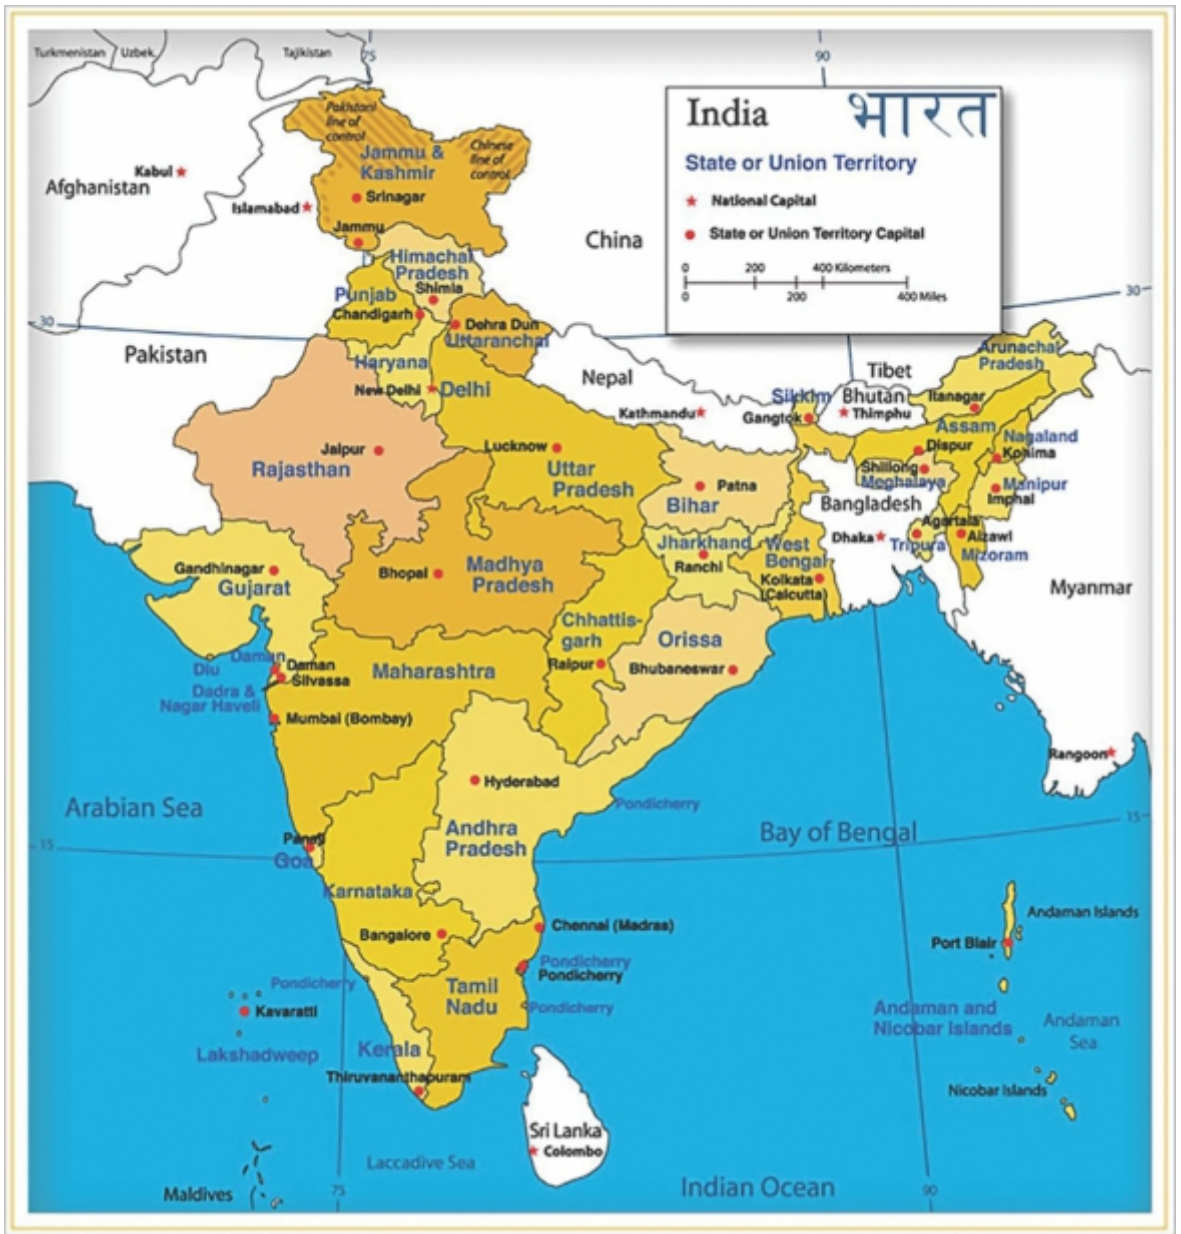 Turkmenistan
Uzbek.
Tajikistan
75
90
India
भारत
State or Union Territory
National Capital
State or Union Territory Capital
0 200 400 Kilometers
0 200 400 Miles
Pakistani
line of
control
Chinese
line of
control
Jammu &
Kashmir
Kabul
Afghanistan
Islamabad
Srinagar
Jammu
China
Himachal
Pradesh
Shimla
Punjab
Chandigarh
Dehra Dun
Uttaranchal
30
30
Pakistan
Haryana
New Delhi
Delhi
Nepal
Kathmandu
Tibet
Sikkim
Gangtok
Bhutan
Thimphu
Arunachal
Pradesh
Itanagar
Assam
Dispur
Nagaland
Kohima
Shillong
Meghalaya
Manipur
Imphal
Bangladesh
Dhaka
Agartala
Tripura
Aizawl
Mizoram
Myanmar
Jaipur
Rajasthan
Lucknow
Uttar
Pradesh
Patna
Bihar
Jharkhand
Ranchi
West
Bengal
Kolkata
(Calcutta)
Gandhinagar
Gujarat
Bhopal
Madhya
Pradesh
Chhattis-
garh
Raipur
Orissa
Bhubaneswar
Daman
Diu
Daman
Silvassa
Dadra &
Nagar Haveli
Maharashtra
Mumbai (Bombay)
Rangoon
Hyderabad
Pondicherry
Arabian Sea
Andhra
Pradesh
Bay of Bengal
15
15
Panaji
Goa
Karnataka
Bangalore
Chennai (Madras)
Andaman Islands
Port Blair
Pondicherry
Pondicherry
Pondicherry
Tamil
Nadu
Pondicherry
Kavaratti
Lakshadweep
Kerala
Thiruvananthapuram
Andaman and
Nicobar Islands
Andaman
Sea
Nicobar Islands
Sri Lanka
Colombo
Laccadive Sea
Maldives
Indian Ocean
75
90